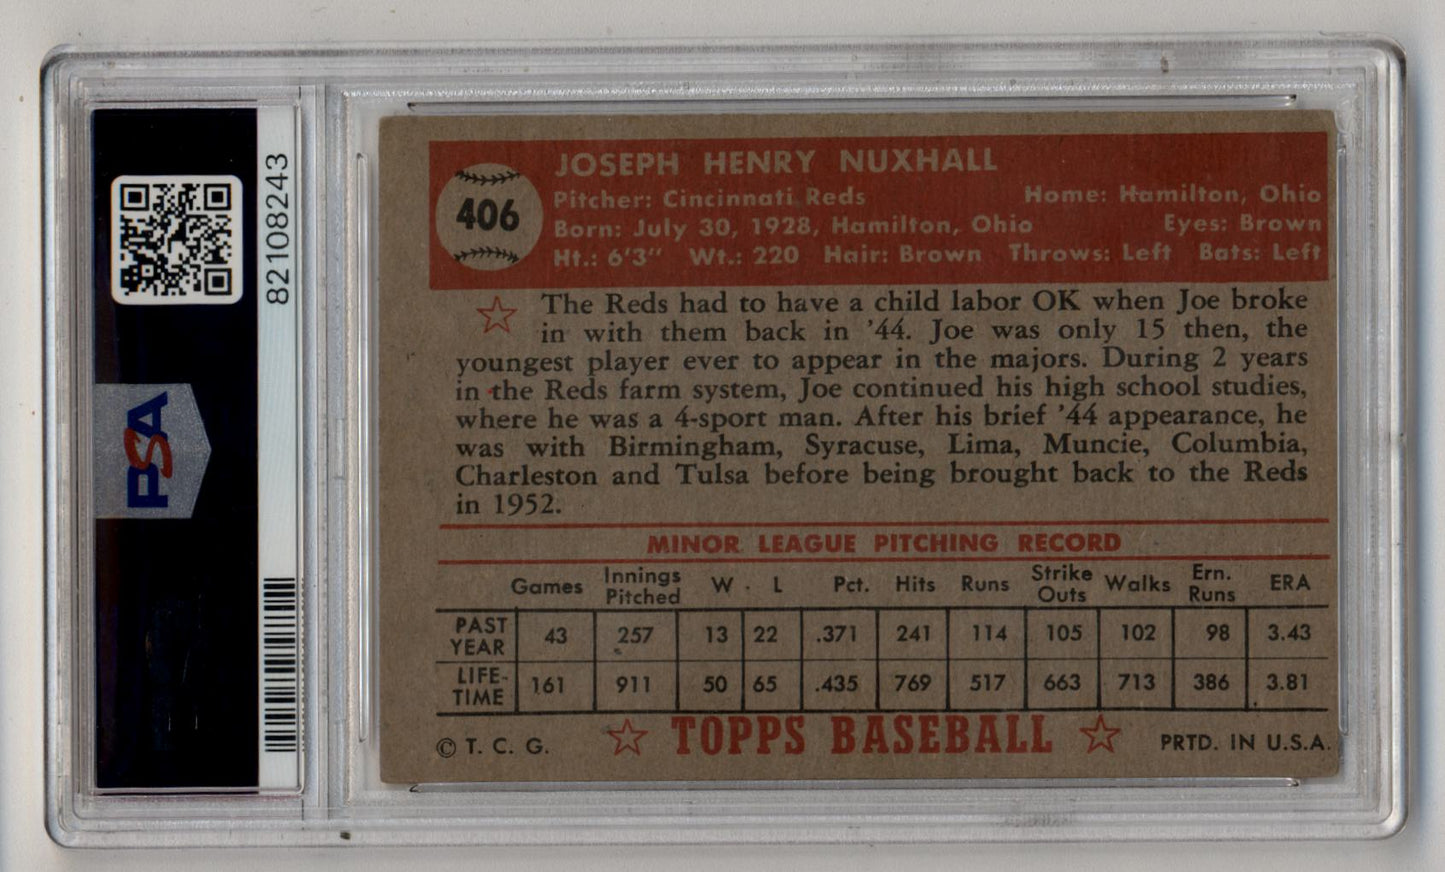 PSA
82108243
406
JOSEPH HENRY NUXHALL
Pitcher: Cincinnati Reds Home: Hamilton, Ohio
Born: July 30, 1928, Hamilton, Ohio Eyes: Brown
Ht.: 6'3" Wt.: 220 Hair: Brown Throws: Left Bats: Left
The Reds had to have a child labor OK when Joe broke
in with them back in '44. Joe was only 15 then, the
youngest player ever to appear in the majors. During 2 years
in the Reds farm system, Joe continued his high school studies,
where he was a 4-sport man. After his brief '44 appearance, he
was with Birmingham, Syracuse, Lima, Muncie, Columbia,
Charleston and Tulsa before being brought back to the Reds
in 1952.
MINOR LEAGUE PITCHING RECORD
Games Innings Pitched W L Pct. Hits Runs Strike Outs Walks Ern. Runs ERA
PAST YEAR 43 257 13 22 .371 241 114 105 102 98 3.43
LIFE-TIME 161 911 50 65 .435 769 517 663 713 386 3.81
© T. C. G. TOPPS BASEBALL PRTD. IN U.S.A.